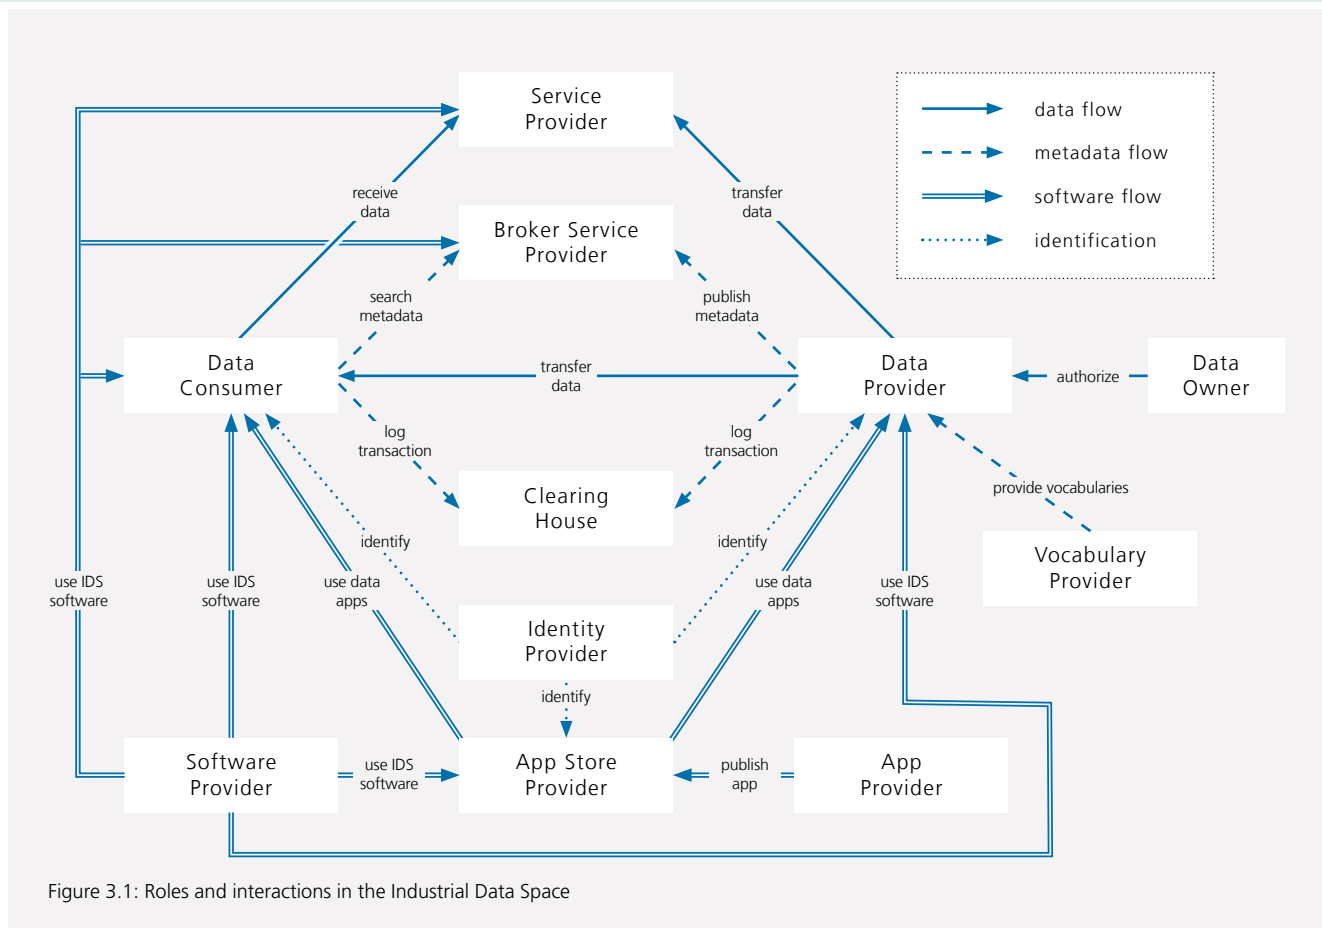 Service
Provider
data flow
metadata flow
software flow
identification
receive
data
transfer
data
Broker Service
Provider
search
metadata
publish
metadata
Data
Consumer
transfer
data
Data
Provider
authorize
Data
Owner
log
transaction
log
transaction
Clearing
House
provide vocabularies
identify
identify
Vocabulary
Provider
use IDS
software
use IDS
software
use data
apps
use data
apps
use IDS
software
Identity
Provider
identify
Software
Provider
use IDS
software
App Store
Provider
publish
app
App
Provider
Figure 3.1: Roles and interactions in the Industrial Data Space